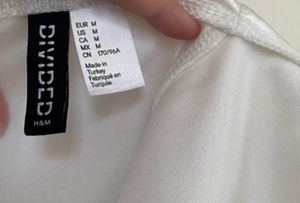 DIVIDED
H&M
EUR M
US M
CA M
MX M
CN 170/96A
Made in
Turkey
Fabriqué en
Turquie